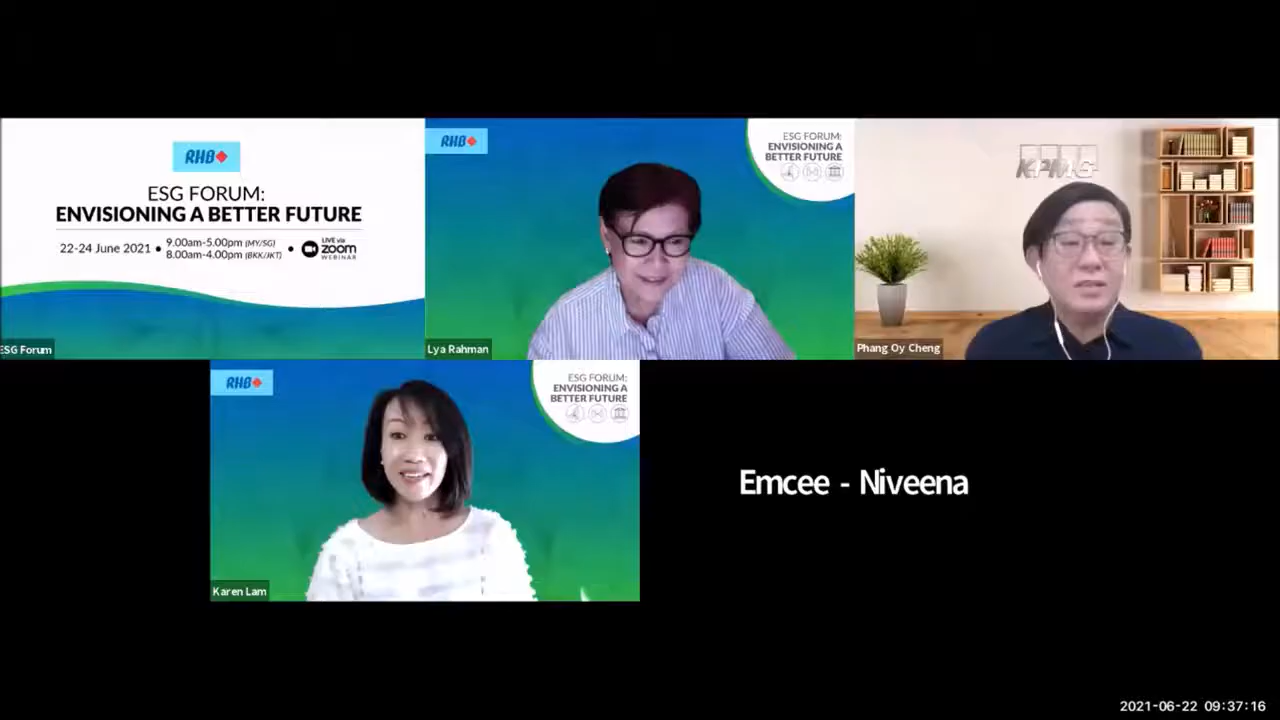 RHB
ESG FORUM:
ENVISIONING A BETTER FUTURE
22-24 June 2021 • 9.00am-5.00pm (MY/SG)
8.00am-4.00pm (BKK/JKT) • LIVE via
zoom
WEBINAR
ESG Forum
RHB
ESG FORUM:
ENVISIONING A
BETTER FUTURE
Lya Rahman
KPMG
Phang Oy Cheng
RHB
ESG FORUM:
ENVISIONING A
BETTER FUTURE
Karen Lam
Emcee - Niveena
2021-06-22 09:37:16